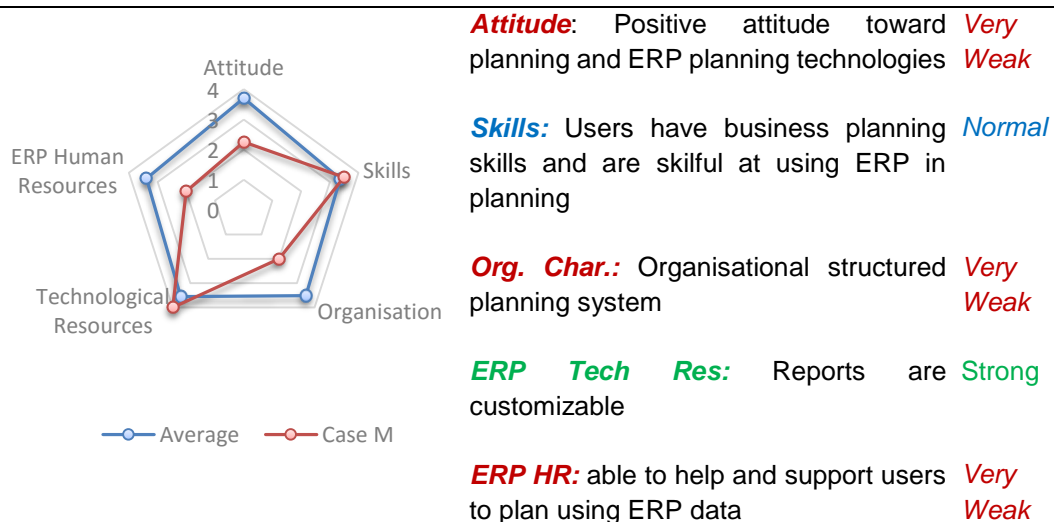 Attitude
4
3
2
1
0
ERP Human
Resources
Skills
Technological
Resources
Organisation
Average
Case M
Attitude: Positive attitude toward Very
planning and ERP planning technologies Weak
Skills: Users have business planning Normal
skills and are skilful at using ERP in
planning
Org. Char.: Organisational structured Very
planning system Weak
ERP Tech Res: Reports are Strong
customizable
ERP HR: able to help and support users Very
to plan using ERP data Weak